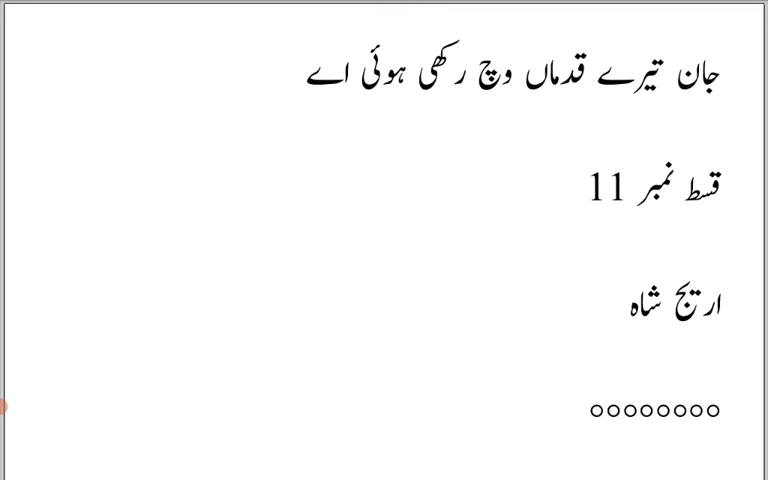 جان تیرے قدماں وچ رکھی ہوئی اے
قسط نمبر 11
اریج شاہ
○○○○○○○○